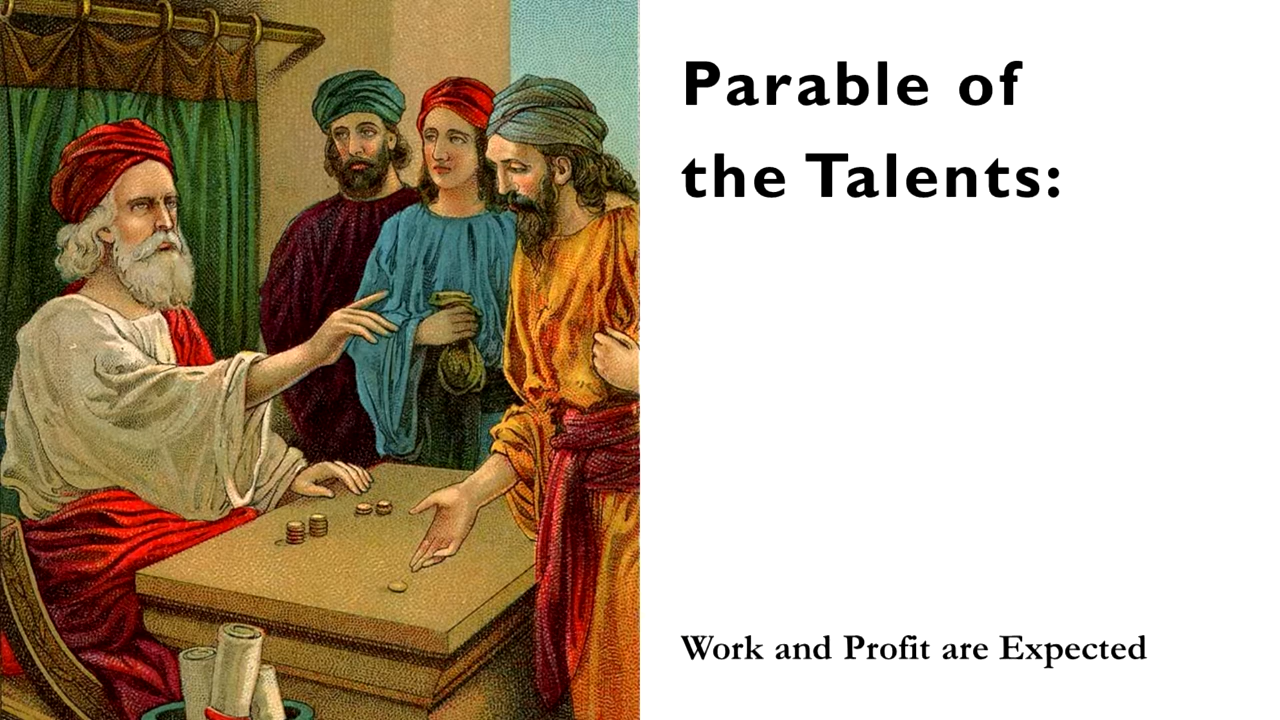 Parable of
the Talents:
Work and Profit are Expected